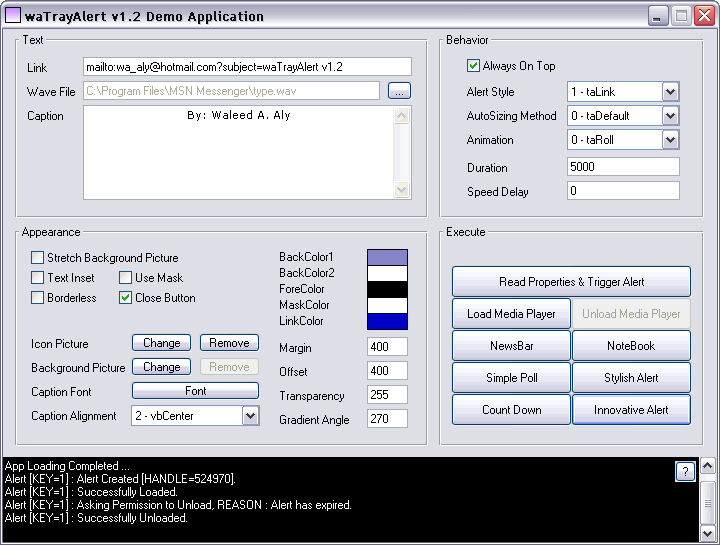 waTrayAlert v1.2 Demo Application
Text
Link
mailto:wa_aly@hotmail.com?subject=waTrayAlert v1.2
Wave File
C:\Program Files\MSN Messenger\type.wav
...
Caption
By: Waleed A. Aly
Behavior
Always On Top
Alert Style
1 - taLink
AutoSizing Method
0 - taDefault
Animation
0 - taRoll
Duration
5000
Speed Delay
0
Appearance
Stretch Background Picture
Text Inset
Use Mask
Borderless
Close Button
Icon Picture
Change
Remove
Background Picture
Change
Remove
Caption Font
Font
Caption Alignment
2 - vbCenter
BackColor1
BackColor2
ForeColor
MaskColor
LinkColor
Margin
400
Offset
400
Transparency
255
Gradient Angle
270
Execute
Read Properties & Trigger Alert
Load Media Player
Unload Media Player
NewsBar
NoteBook
Simple Poll
Stylish Alert
Count Down
Innovative Alert
App Loading Completed ...
Alert [KEY=1] : Alert Created [HANDLE=524970].
Alert [KEY=1] : Successfully Loaded.
Alert [KEY=1] : Asking Permission to Unload, REASON : Alert has expired.
Alert [KEY=1] : Successfully Unloaded.
?